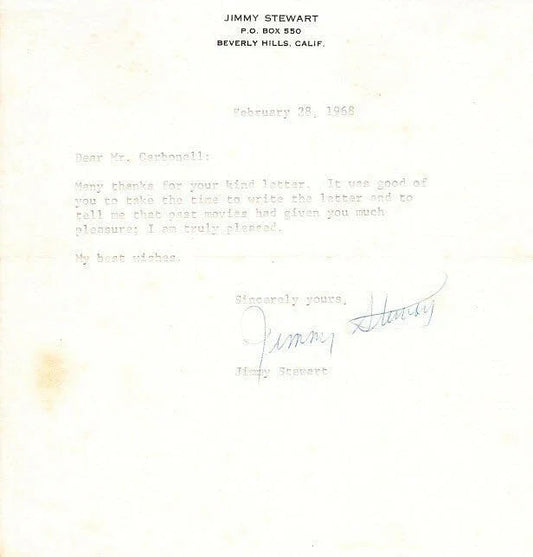 JIMMY STEWART
P.O. BOX 550
BEVERLY HILLS, CALIF.
February 28, 1968
Dear Mr. Carbonell:
Many thanks for your kind letter. It was good of
you to take the time to write the letter and to
tell me that past movies had given you much
pleasure; I am truly pleased.
My best wishes.
Sincerely yours,
Jimmy Stewart
Jimmy Stewart